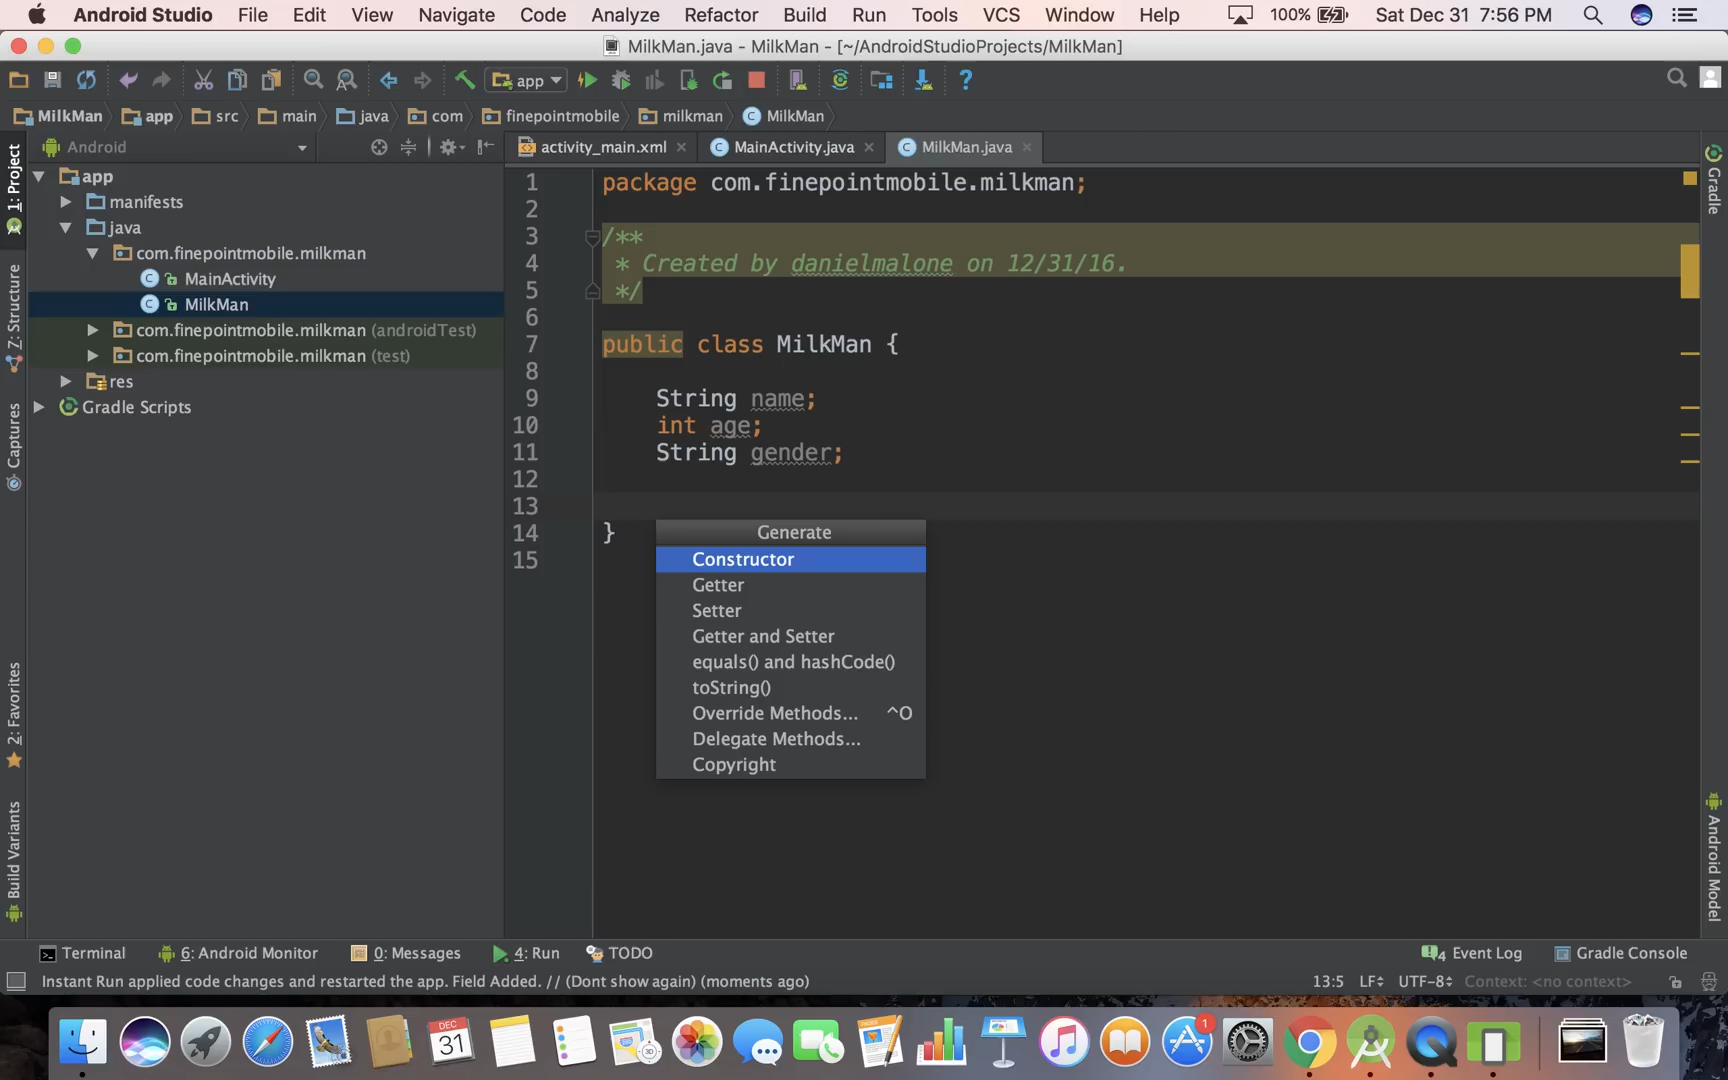 Android Studio File Edit View Navigate Code Analyze Refactor Build Run Tools VCS Window Help 100% Sat Dec 31 7:56 PM
MilkMan.java - MilkMan - [~/AndroidStudioProjects/MilkMan]
app
MilkMan app src main java com finepointmobile milkman MilkMan
Android
activity_main.xml MainActivity.java MilkMan.java
1: Project
Z: Structure
Captures
2: Favorites
Build Variants
app
manifests
java
com.finepointmobile.milkman
MainActivity
MilkMan
com.finepointmobile.milkman (androidTest)
com.finepointmobile.milkman (test)
res
Gradle Scripts
1 package com.finepointmobile.milkman;
2
3 /**
4 * Created by danielmalone on 12/31/16.
5 */
6
7 public class MilkMan {
8
9 String name;
10 int age;
11 String gender;
12
13
14 }
15
Generate
Constructor
Getter
Setter
Getter and Setter
equals() and hashCode()
toString()
Override Methods... ^O
Delegate Methods...
Copyright
Gradle
Android Model
Terminal 6: Android Monitor 0: Messages 4: Run TODO 4 Event Log Gradle Console
Instant Run applied code changes and restarted the app. Field Added. // (Dont show again) (moments ago) 13:5 LF UTF-8 Context: <no context>
DEC
31
3D
1